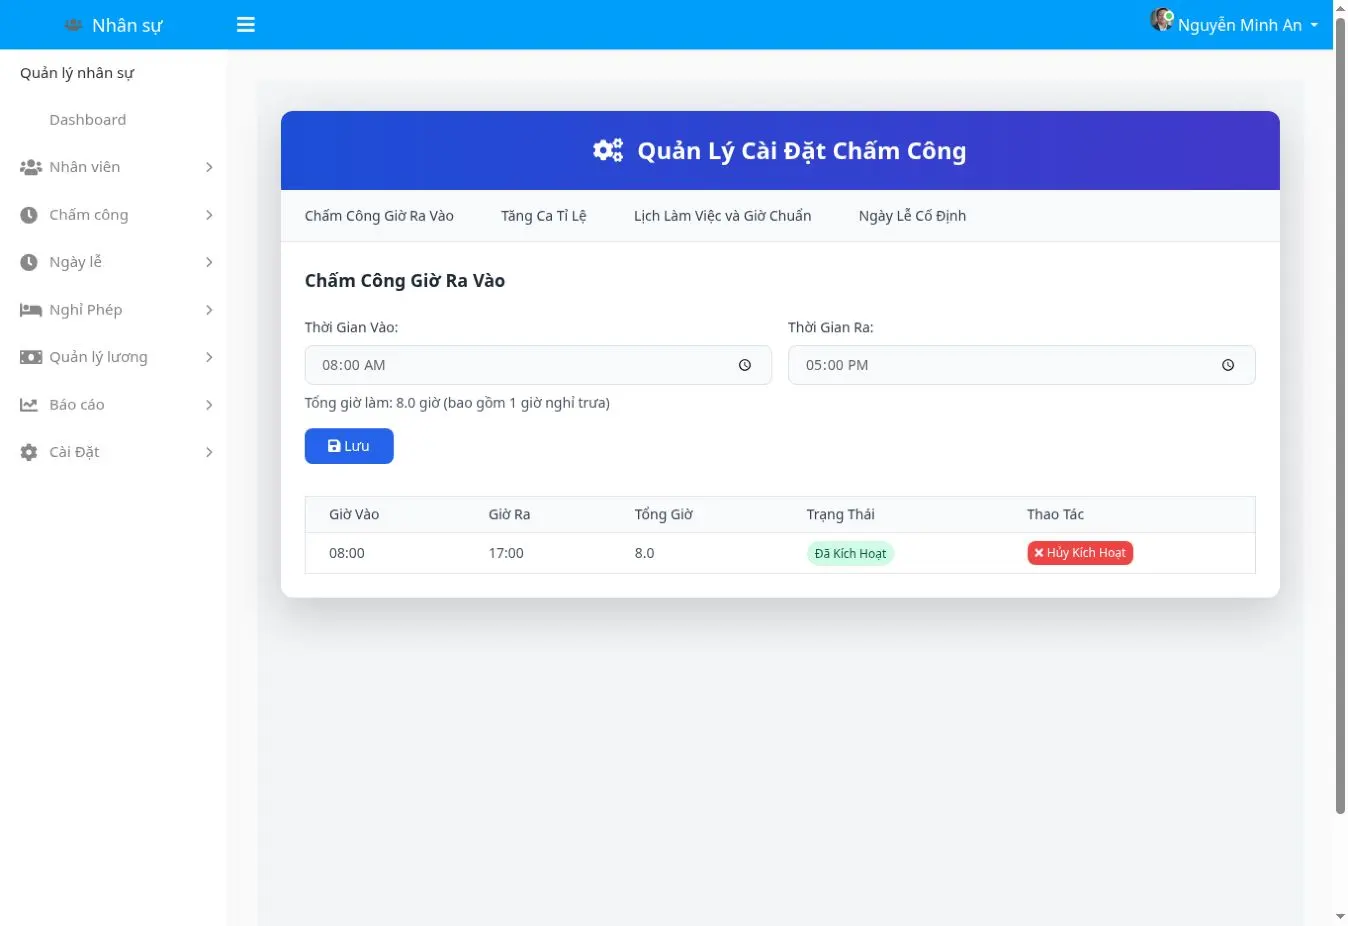 Nhân sự
Nguyễn Minh An
Quản lý nhân sự
Dashboard
Nhân viên
Chấm công
Ngày lễ
Nghỉ Phép
Quản lý lương
Báo cáo
Cài Đặt
Quản Lý Cài Đặt Chấm Công
Chấm Công Giờ Ra Vào Tăng Ca Tỉ Lệ Lịch Làm Việc và Giờ Chuẩn Ngày Lễ Cố Định
Chấm Công Giờ Ra Vào
Thời Gian Vào: Thời Gian Ra:
08:00 AM 05:00 PM
Tổng giờ làm: 8.0 giờ (bao gồm 1 giờ nghỉ trưa)
Lưu
Giờ Vào Giờ Ra Tổng Giờ Trạng Thái Thao Tác
08:00 17:00 8.0 Đã Kích Hoạt Hủy Kích Hoạt